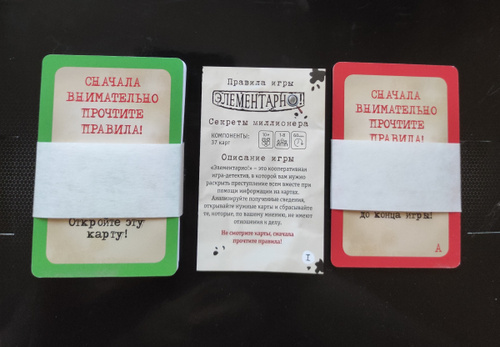 СНАЧАЛА
ВНИМАТЕЛЬНО
ПРОЧТИТЕ
ПРАВИЛА!
Откройте эту
карту!
Правила игры
ЭЛЕМЕНТАРНО!
Секреты миллионера
КОМПОНЕНТЫ:
37 карт
Описание игры
«Элементарно!» – это кооперативная
игра-детектив, в которой вам нужно
раскрыть преступление всем вместе при
помощи информации на картах.
Анализируйте полученные сведения,
открывайте нужные карты и сбрасывайте
те, которые, по вашему мнению, не имеют
отношения к делу.
Не смотрите карты, сначала
прочтите правила!
1
СНАЧАЛА
ВНИМАТЕЛЬНО
ПРОЧТИТЕ
ПРАВИЛА!
до конца игры!
А